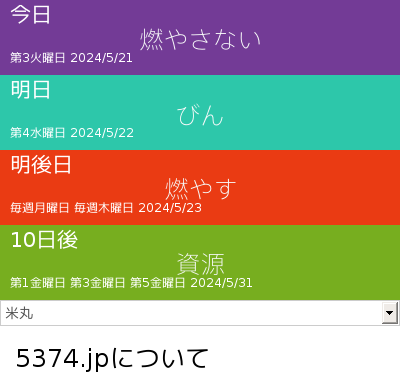 今日
燃やさない
第3火曜日 2024/5/21
明日
びん
第4水曜日 2024/5/22
明後日
燃やす
毎週月曜日 毎週木曜日 2024/5/23
10日後
資源
第1金曜日 第3金曜日 第5金曜日 2024/5/31
米丸
5374.jpについて